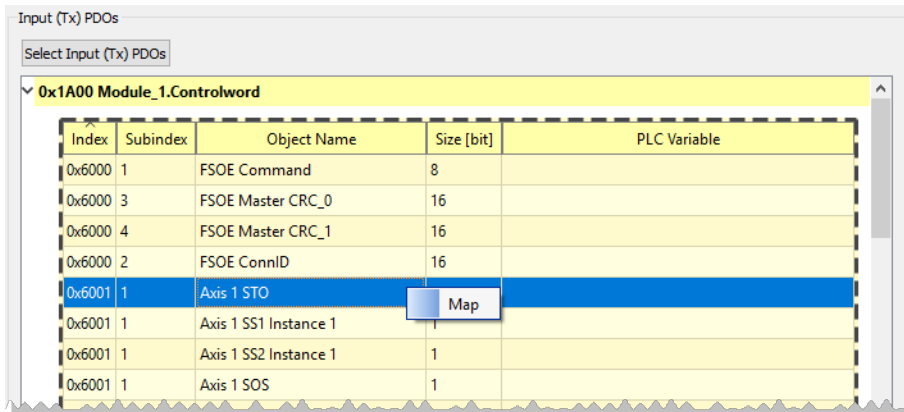 Input (Tx) PDOs
Select Input (Tx) PDOs
0x1A00 Module_1.Controlword
Index Subindex Object Name Size [bit] PLC Variable
0x6000 1 FSOE Command 8
0x6000 3 FSOE Master CRC_0 16
0x6000 4 FSOE Master CRC_1 16
0x6000 2 FSOE ConnID 16
0x6001 1 Axis 1 STO
Map
0x6001 1 Axis 1 SS1 Instance 1 1
0x6001 1 Axis 1 SS2 Instance 1 1
0x6001 1 Axis 1 SOS 1